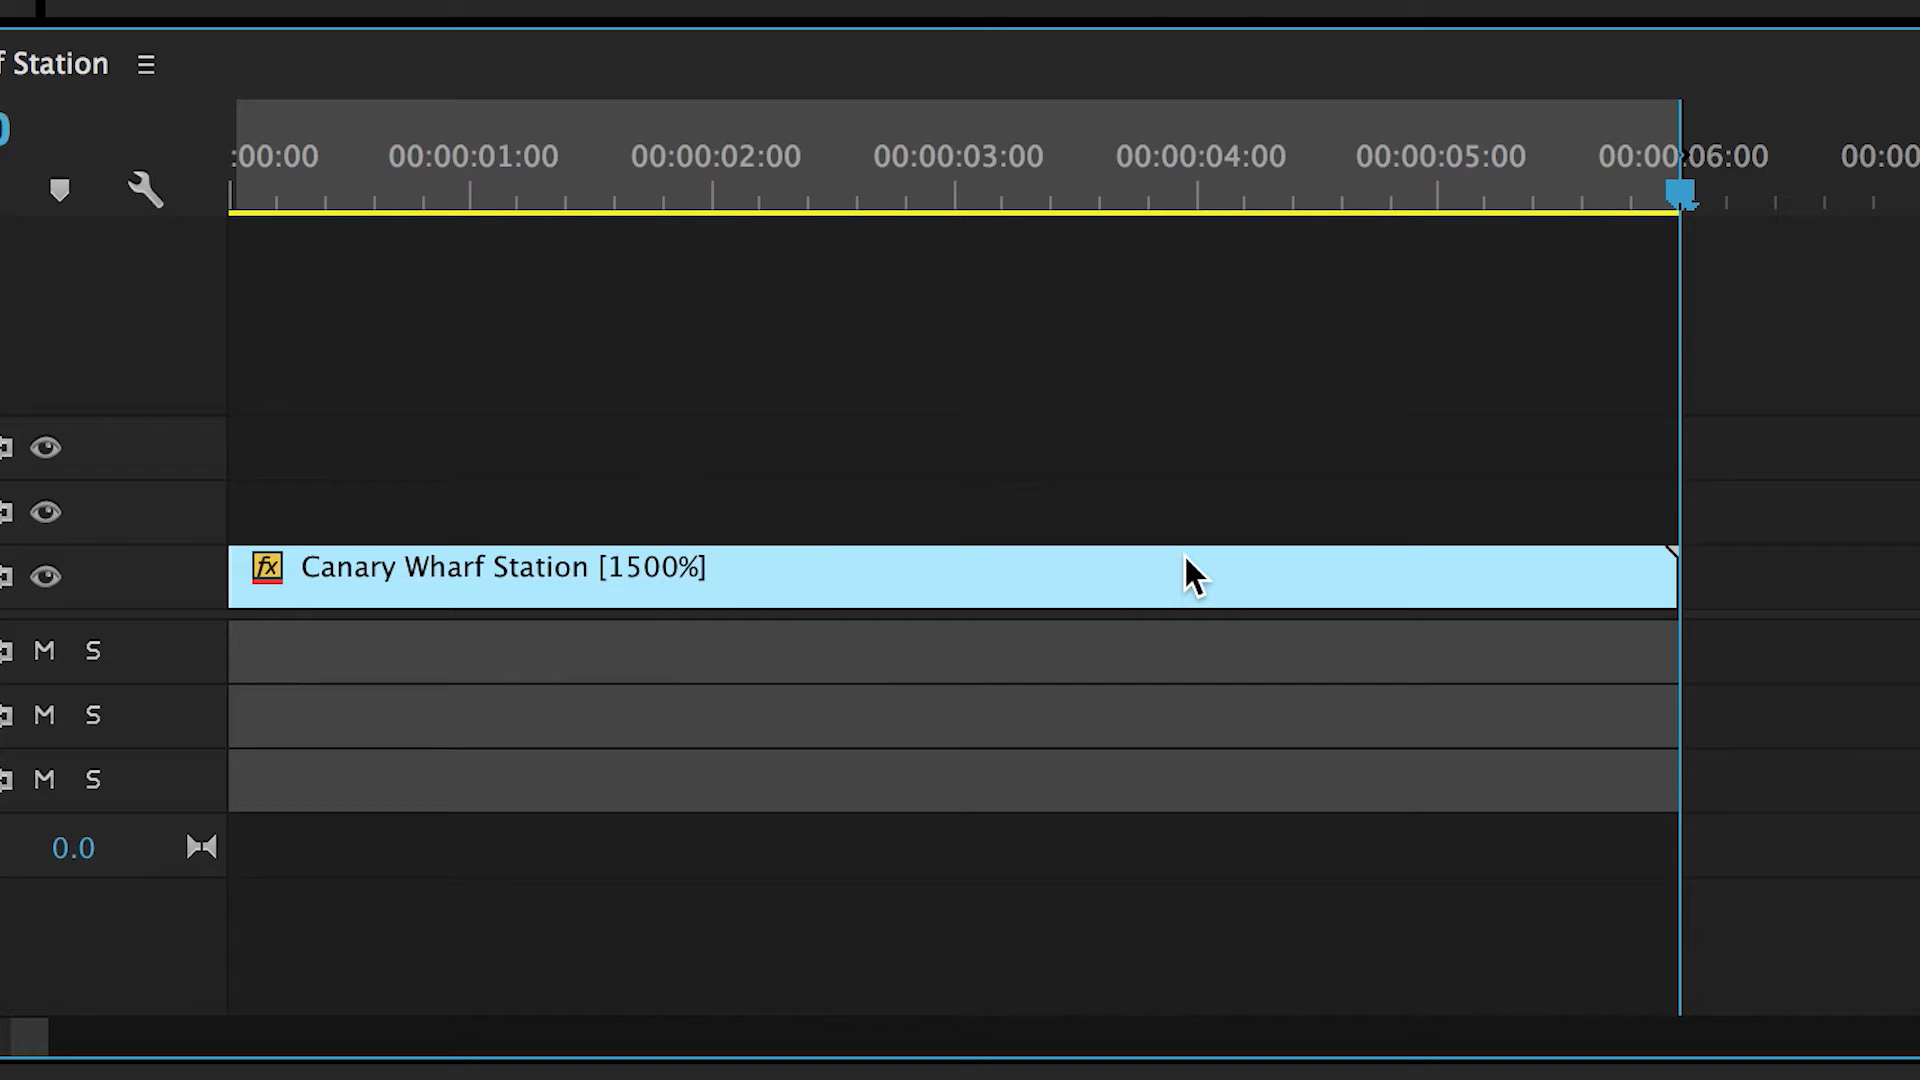 f Station
0
:00:00 00:00:01:00 00:00:02:00 00:00:03:00 00:00:04:00 00:00:05:00 00:00:06:00 00:00
fx Canary Wharf Station [1500%]
M S
M S
M S
0.0